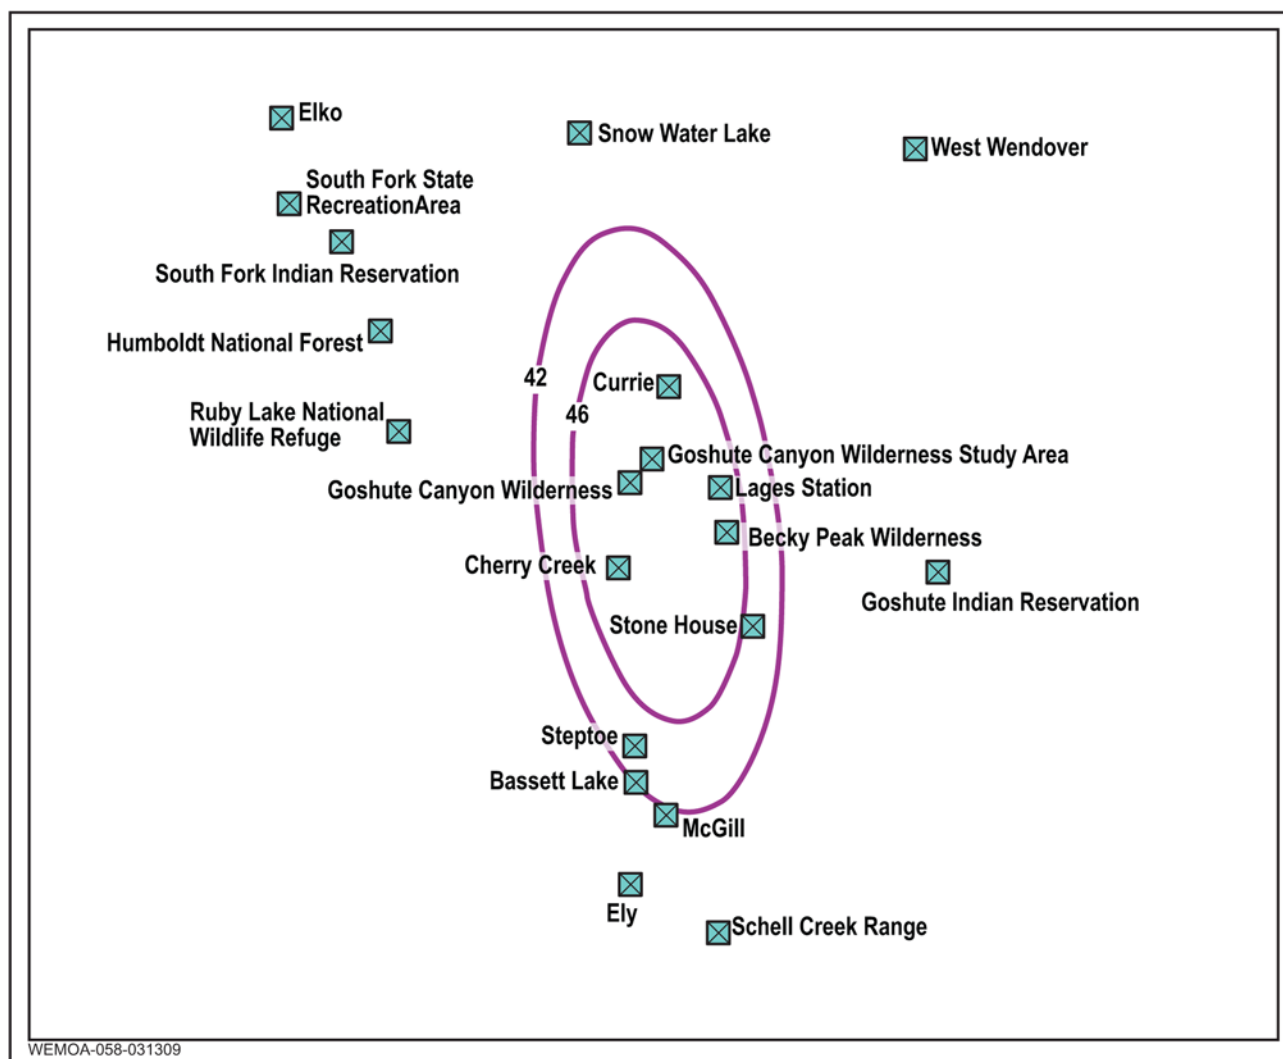 Elko
Snow Water Lake
West Wendover
South Fork State
RecreationArea
South Fork Indian Reservation
Humboldt National Forest
42
Currie
46
Ruby Lake National
Wildlife Refuge
Goshute Canyon Wilderness Study Area
Goshute Canyon Wilderness
Lages Station
Becky Peak Wilderness
Cherry Creek
Goshute Indian Reservation
Stone House
Steptoe
Bassett Lake
McGill
Ely
Schell Creek Range
WEMOA-058-031309